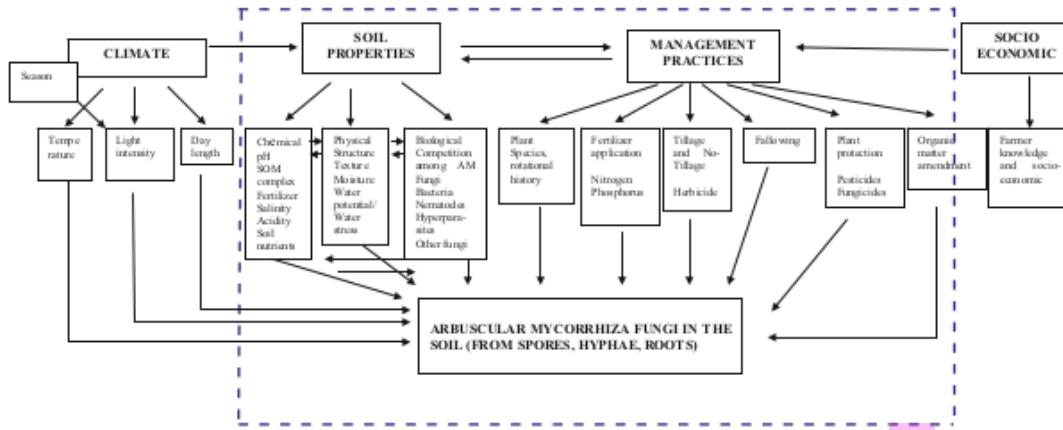 CLIMATE
Season
SOIL
PROPERTIES
MANAGEMENT
PRACTICES
SOCIO
ECONOMIC
Tempe
rature
Light
intensity
Day
length
Chemical
pH
SOM
complex
Fertilizer
Salinity
Acidity
Soil
nutrients
Physical
Structure
Texture
Moisture
Water
potential/
Water
stress
Biological
Competition
among AM
Fungi
Bacteria
Nematodes
Hyperpara-
sites
Other fungi
Plant
Species,
rotational
history
Fertilizer
application
Nitrogen
Phosphorus
Tillage
and No-
Tillage
Herbicide
Fallowing
Plant
protection
Pesticides
Fungicides
Organic
matter
amendment
Farmer
knowledge
and socio-
economic
ARBUSCULAR MYCORRHIZA FUNGI IN THE
SOIL (FROM SPORES, HYPHAE, ROOTS)